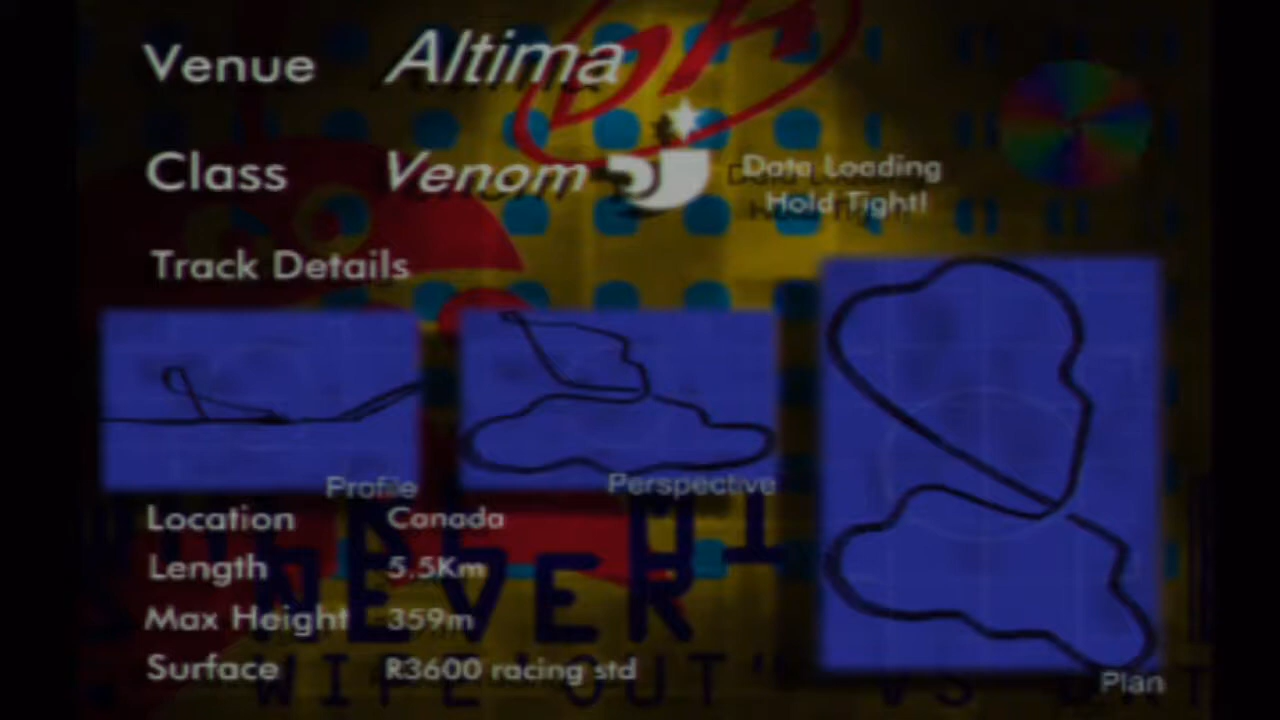 Venue Altima
Class Venom
Data Loading
Hold Tight!
Track Details
Profile
Perspective
Location Canada
Length 5.5Km
Max Height 359m
Surface R3600 racing std
Plan
NEVER
WIPE OUT'
VS